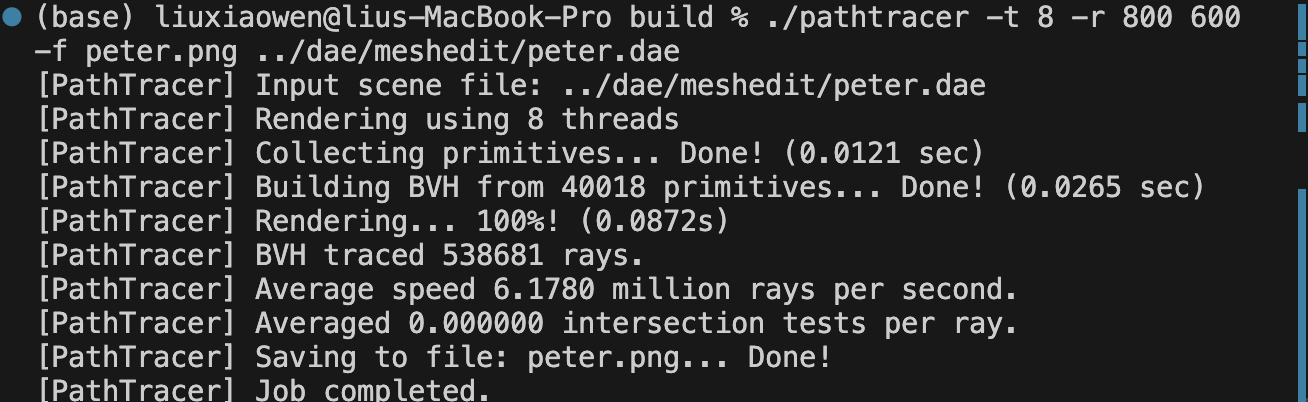 (base) liuxiaowen@lius-MacBook-Pro build % ./pathtracer -t 8 -r 800 600
-f peter.png ../dae/meshedit/peter.dae
[PathTracer] Input scene file: ../dae/meshedit/peter.dae
[PathTracer] Rendering using 8 threads
[PathTracer] Collecting primitives... Done! (0.0121 sec)
[PathTracer] Building BVH from 40018 primitives... Done! (0.0265 sec)
[PathTracer] Rendering... 100%! (0.0872s)
[PathTracer] BVH traced 538681 rays.
[PathTracer] Average speed 6.1780 million rays per second.
[PathTracer] Averaged 0.000000 intersection tests per ray.
[PathTracer] Saving to file: peter.png... Done!
[PathTracer] Job completed.